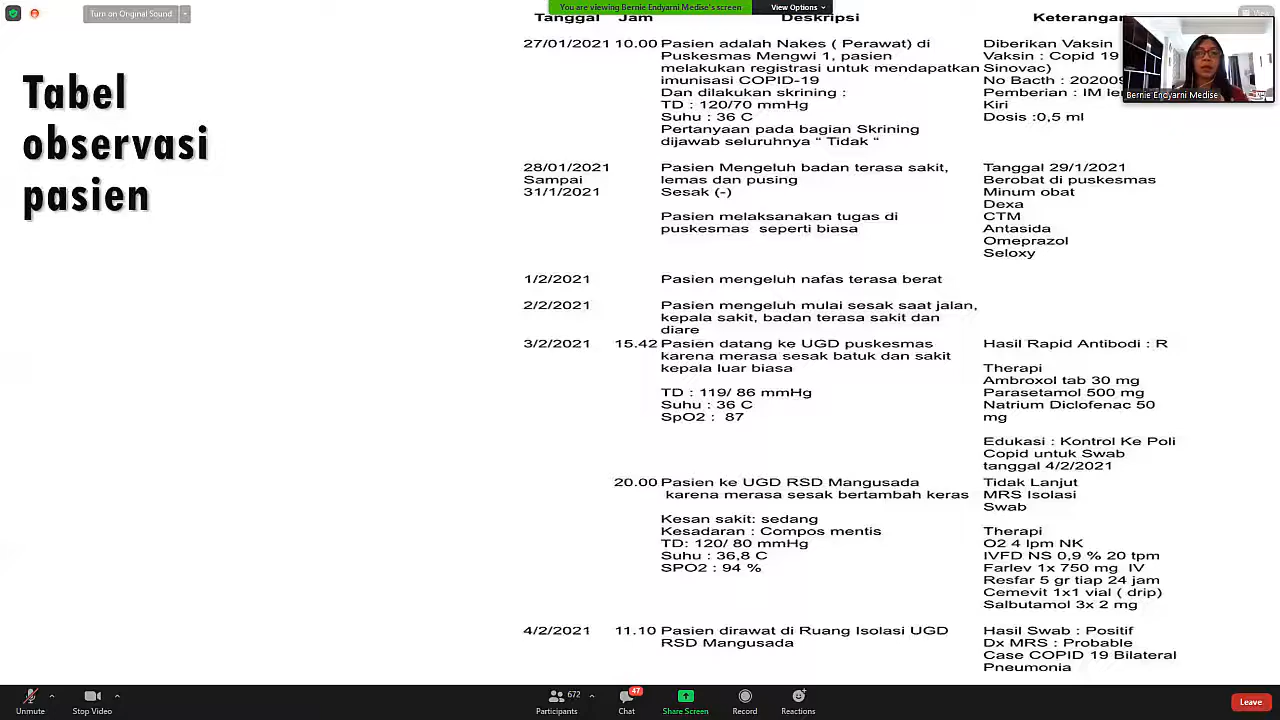 Turn on Original Sound
You are viewing Bernie Endyarni Medise's screen
View Options
View
Tanggal Jam Deskripsi Keterangan
Tabel
observasi
pasien
27/01/2021 10.00 Pasien adalah Nakes ( Perawat) di
Puskesmas Mengwi 1, pasien
melakukan registrasi untuk mendapatkan
imunisasi COPID-19
Dan dilakukan skrining :
TD : 120/70 mmHg
Suhu : 36 C
Pertanyaan pada bagian Skrining
dijawab seluruhnya “ Tidak “
Diberikan Vaksin
Vaksin : Copid 19
Sinovac)
No Bacth : 202009
Pemberian : IM
Kiri
Dosis :0,5 ml
Bernie Endyarni Medise
28/01/2021
Sampai
31/1/2021
Pasien Mengeluh badan terasa sakit,
lemas dan pusing
Sesak (-)
Pasien melaksanakan tugas di
puskesmas seperti biasa
Tanggal 29/1/2021
Berobat di puskesmas
Minum obat
Dexa
CTM
Antasida
Omeprazol
Seloxy
1/2/2021 Pasien mengeluh nafas terasa berat
2/2/2021 Pasien mengeluh mulai sesak saat jalan,
kepala sakit, badan terasa sakit dan
diare
3/2/2021 15.42 Pasien datang ke UGD puskesmas
karena merasa sesak batuk dan sakit
kepala luar biasa
TD : 119/ 86 mmHg
Suhu : 36 C
SpO2 : 87
Hasil Rapid Antibodi : R
Therapi
Ambroxol tab 30 mg
Parasetamol 500 mg
Natrium Diclofenac 50
mg
Edukasi : Kontrol Ke Poli
Copid untuk Swab
tanggal 4/2/2021
20.00 Pasien ke UGD RSD Mangusada
karena merasa sesak bertambah keras
Kesan sakit: sedang
Kesadaran : Compos mentis
TD: 120/ 80 mmHg
Suhu : 36,8 C
SPO2 : 94 %
Tidak Lanjut
MRS Isolasi
Swab
Therapi
O2 4 lpm NK
IVFD NS 0,9 % 20 tpm
Farlev 1x 750 mg IV
Resfar 5 gr tiap 24 jam
Cemevit 1x1 vial ( drip)
Salbutamol 3x 2 mg
4/2/2021 11.10 Pasien dirawat di Ruang Isolasi UGD
RSD Mangusada
Hasil Swab : Positif
Dx MRS : Probable
Case COPID 19 Bilateral
Pneumonia
Unmute
Stop Video
672
Participants
47
Chat
Share Screen
Record
Reactions
Leave